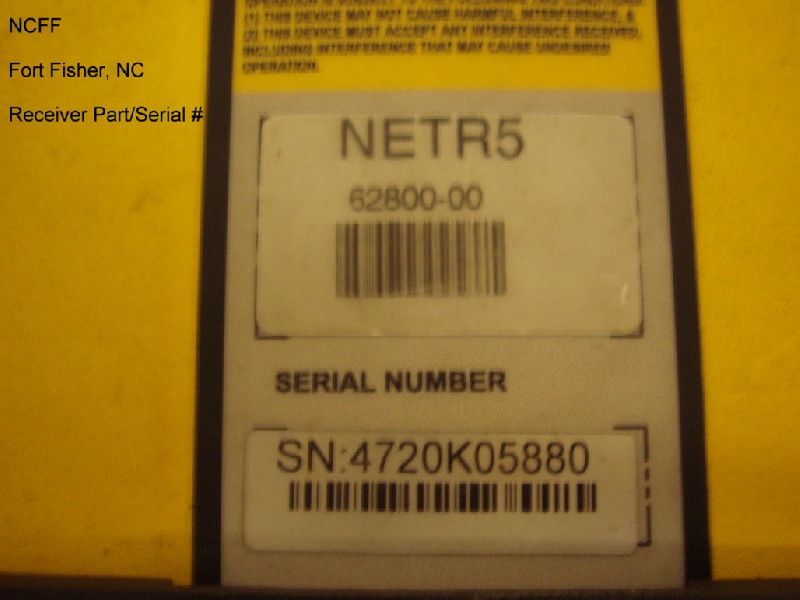 NCFF
Fort Fisher, NC
Receiver Part/Serial #
(1) THIS DEVICE MAY NOT CAUSE HARMFUL INTERFERENCE, &
(2) THIS DEVICE MUST ACCEPT ANY INTERFERENCE RECEIVED,
INCLUDING INTERFERENCE THAT MAY CAUSE UNDESIRED
OPERATION.
NETR5
62800-00
SERIAL NUMBER
SN:4720K05880